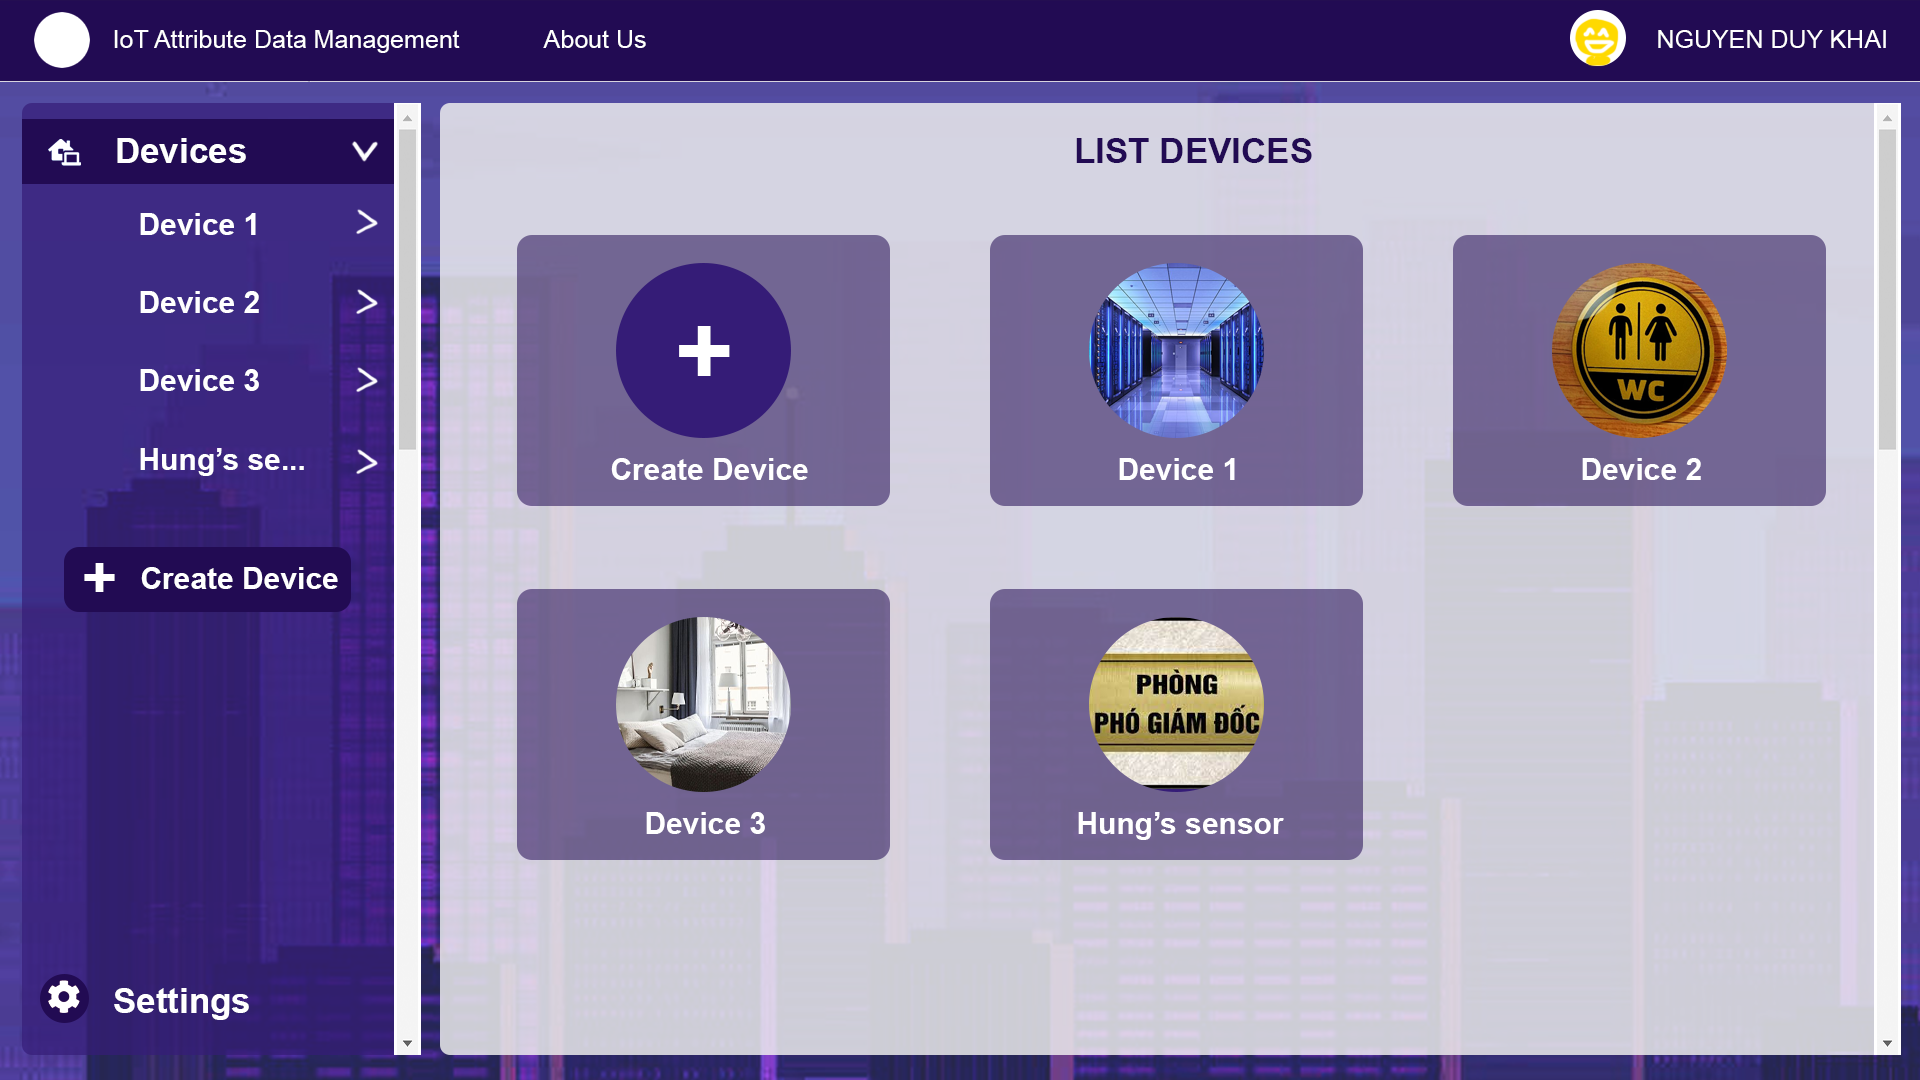 IoT Attribute Data Management
About Us
NGUYEN DUY KHAI
Devices
Device 1
Device 2
Device 3
Hung’s se...
Create Device
Settings
LIST DEVICES
Create Device
Device 1
WC
Device 2
Device 3
PHÒNG
PHÓ GIÁM ĐỐC
Hung’s sensor